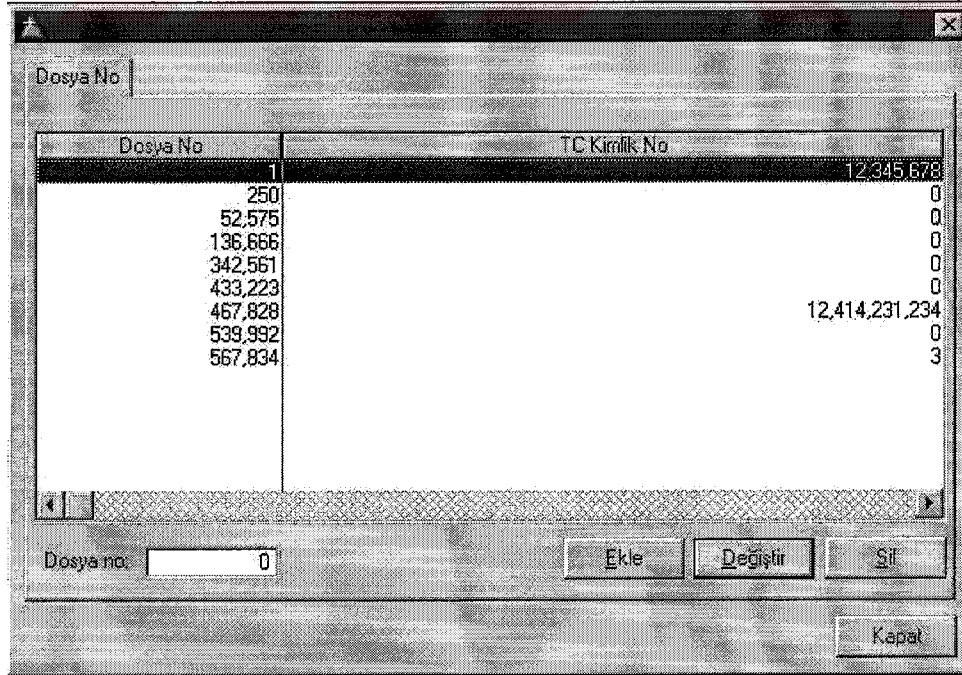 Dosya No
Dosya No TC Kimlik No
1 12,345,678
250 0
52,575 0
136,666 0
342,561 0
433,223 0
467,828 12,414,231,234
539,992 0
567,834 3
Dosya no: 0 Ekle Değiştir Sil
Kapat